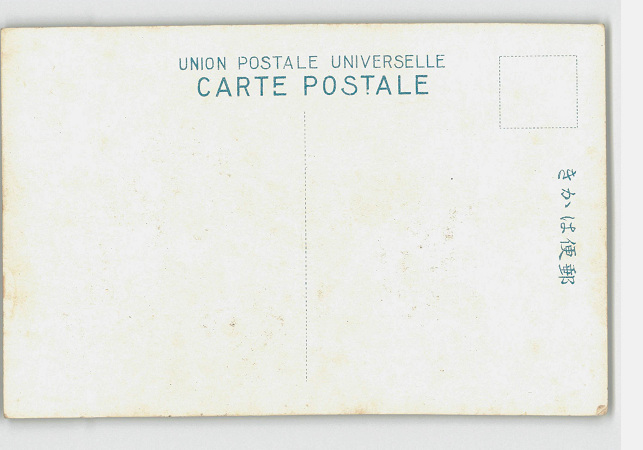 UNION POSTALE UNIVERSELLE
CARTE POSTALE
きかは便郵